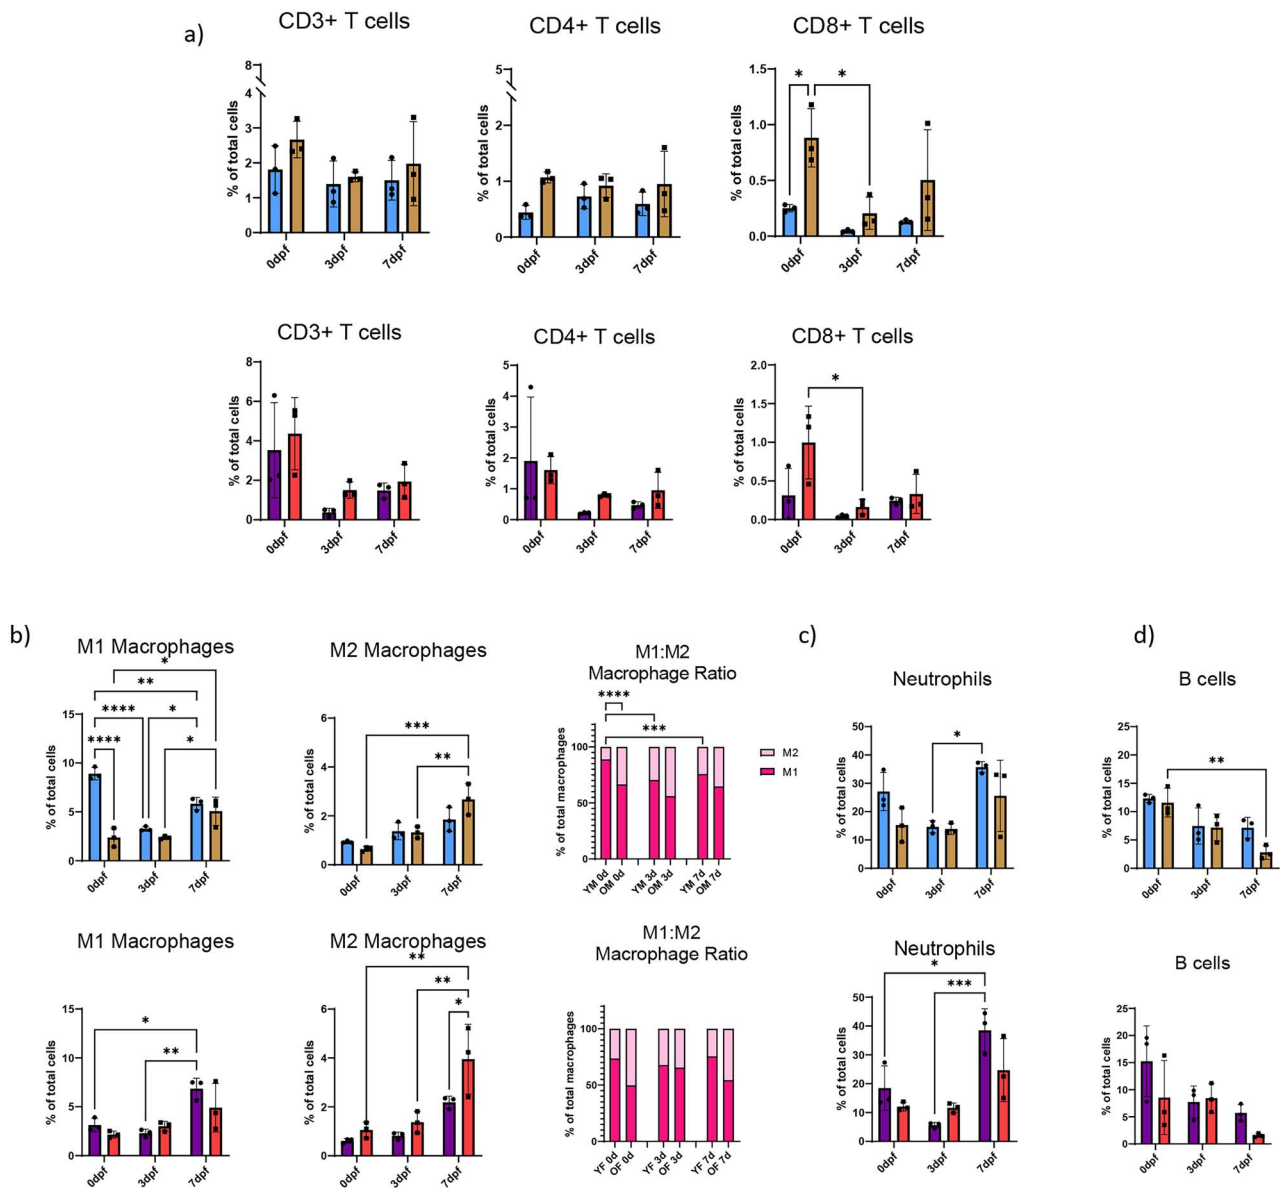 a)
CD3+ T cells
% of total cells
8
4
3
2
1
0
0dpf
3dpf
7dpf
CD4+ T cells
% of total cells
5
2
1
0
0dpf
3dpf
7dpf
CD8+ T cells
% of total cells
1.5
1.0
0.5
0.0
*
*
0dpf
3dpf
7dpf
CD3+ T cells
% of total cells
8
6
4
2
0
0dpf
3dpf
7dpf
CD4+ T cells
% of total cells
5
4
3
2
1
0
0dpf
3dpf
7dpf
CD8+ T cells
% of total cells
2.0
1.5
1.0
0.5
0.0
*
0dpf
3dpf
7dpf
b)
M1 Macrophages
% of total cells
15
10
5
0
*
**
****
*
****
*
0dpf
3dpf
7dpf
M2 Macrophages
% of total cells
6
4
2
0
***
**
0dpf
3dpf
7dpf
M1:M2
Macrophage Ratio
% of total macrophages
100
50
0
****
***
YM 0d
OM 0d
YM 3d
OM 3d
YM 7d
OM 7d
M2
M1
c)
Neutrophils
% of total cells
50
40
30
20
10
0
*
0dpf
3dpf
7dpf
d)
B cells
% of total cells
25
20
15
10
5
0
**
0dpf
3dpf
7dpf
M1 Macrophages
% of total cells
15
10
5
0
*
**
0dpf
3dpf
7dpf
M2 Macrophages
% of total cells
6
4
2
0
**
**
*
0dpf
3dpf
7dpf
M1:M2
Macrophage Ratio
% of total macrophages
100
50
0
YF 0d
OF 0d
YF 3d
OF 3d
YF 7d
OF 7d
Neutrophils
% of total cells
50
40
30
20
10
0
*
***
0dpf
3dpf
7dpf
B cells
% of total cells
25
20
15
10
5
0
0dpf
3dpf
7dpf